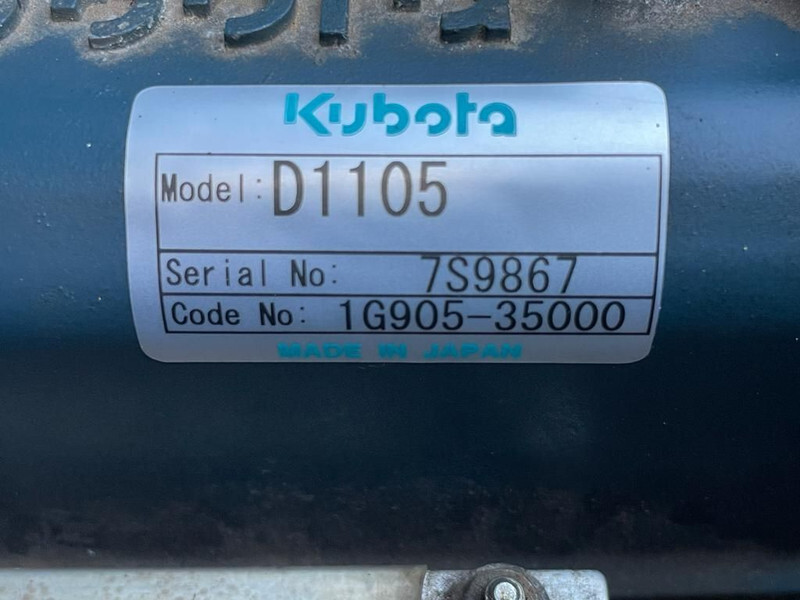 Kubota
Model: D1105
Serial No: 7S9867
Code No: 1G905-35000
MADE IN JAPAN